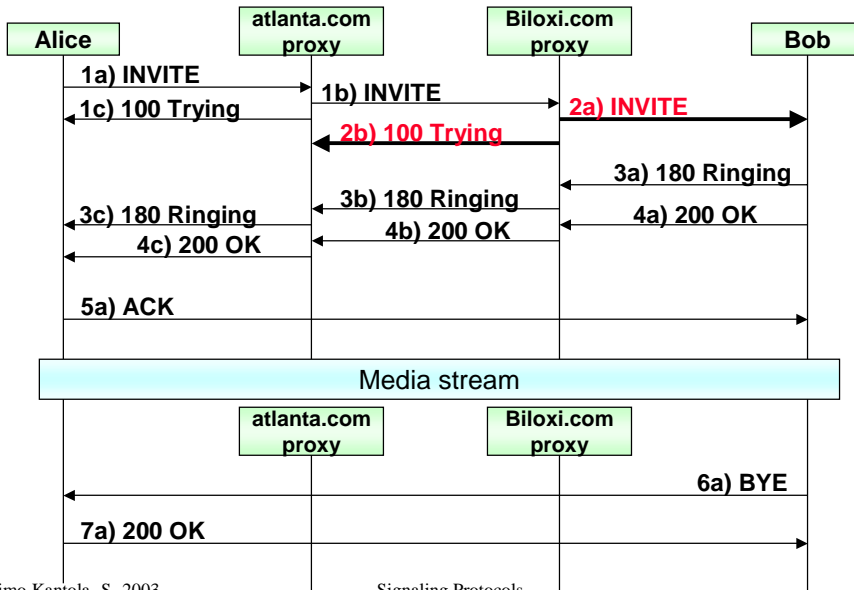 Alice
atlanta.com
proxy
Biloxi.com
proxy
Bob
1a) INVITE
1b) INVITE
1c) 100 Trying
2a) INVITE
2b) 100 Trying
3a) 180 Ringing
3b) 180 Ringing
3c) 180 Ringing
4a) 200 OK
4b) 200 OK
4c) 200 OK
5a) ACK
Media stream
atlanta.com
proxy
Biloxi.com
proxy
6a) BYE
7a) 200 OK
Kantola S- 2003
Signaling Protocols